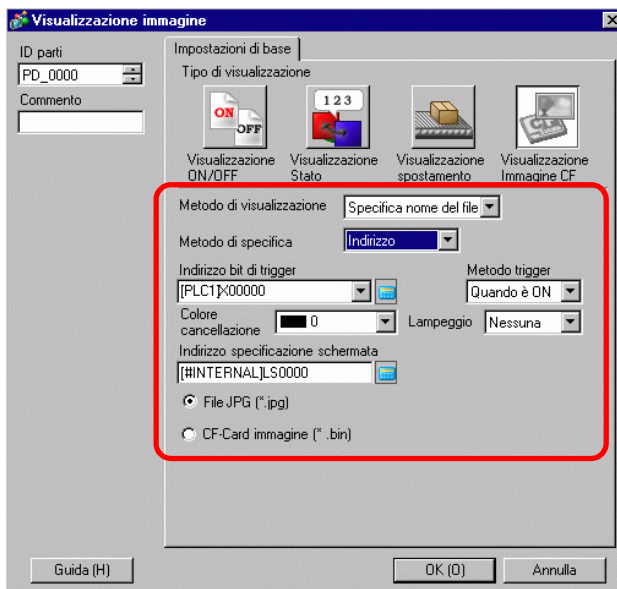 Visualizzazione immagine
ID parti
PD_0000
Commento
Impostazioni di base
Tipo di visualizzazione
ON
OFF
1 2 3
Visualizzazione ON/OFF
Visualizzazione Stato
Visualizzazione spostamento
Visualizzazione Immagine CF
Metodo di visualizzazione Specifica nome del file
Metodo di specifica Indirizzo
Indirizzo bit di trigger Metodo trigger
[PLC1]X00000 Quando è ON
Colore cancellazione 0 Lampeggio Nessuna
Indirizzo specificazione schermata
[#INTERNAL]LS0000
File JPG (*.jpg)
CF-Card immagine (* .bin)
Guida (H) OK (O) Annulla